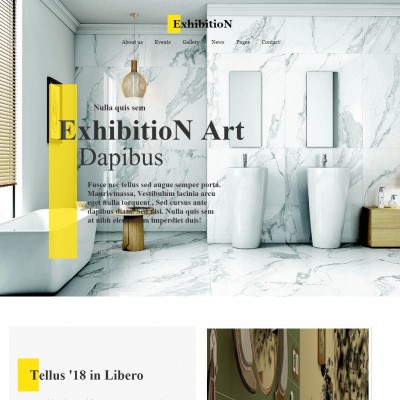 ExhibitioN
About us Events Gallery News Pages Contact
Nulla quis sem
ExhibitioN Art
Dapibus
Fusce nec tellus sed augue semper porta.
Mauris massa, Vestibulum lacinia arcu
eget nulla torquent , Sed cursus ante
dapibus diam. Sed nisi. Nulla quis sem
at nibh elementum imperdiet duis!
Tellus '18 in Libero